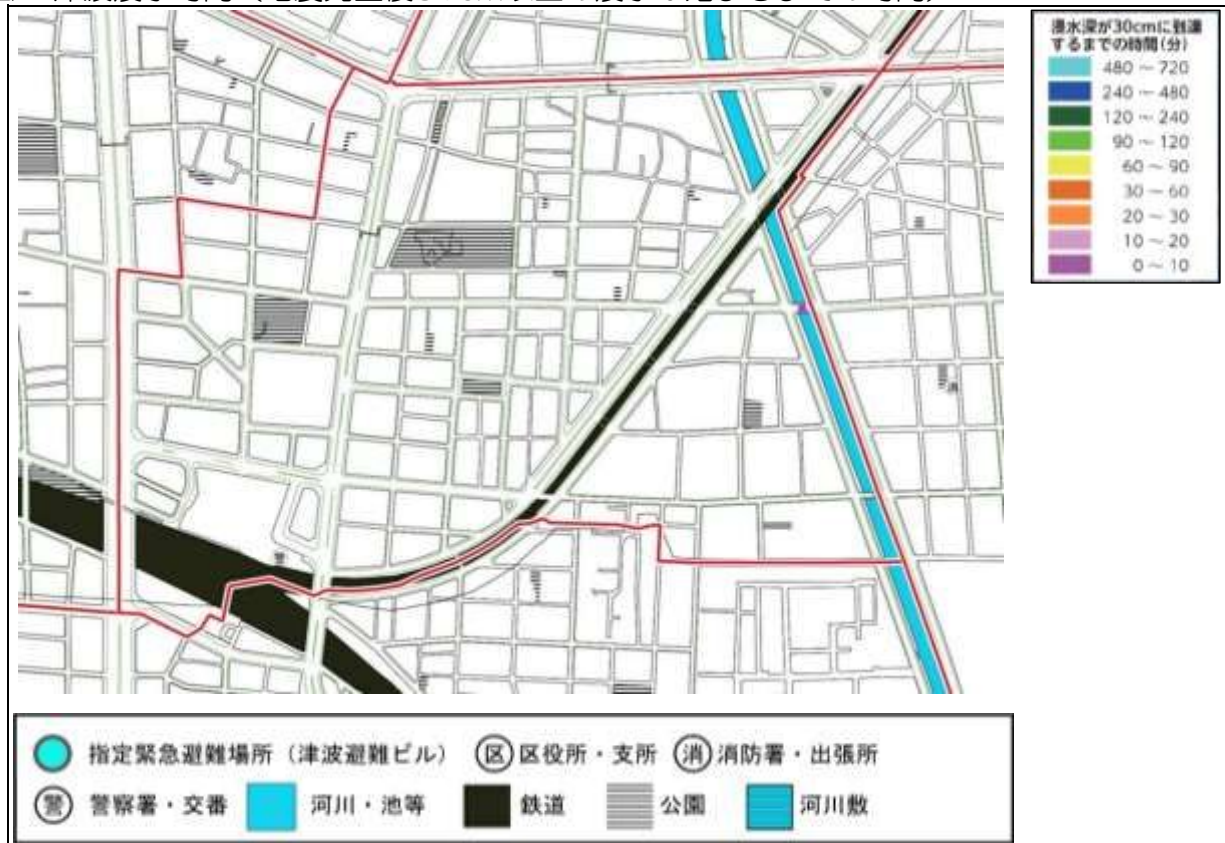 浸水深が30cmに到達
するまでの時間(分)
480 ~ 720
240 ~ 480
120 ~ 240
90 ~ 120
60 ~ 90
30 ~ 60
20 ~ 30
10 ~ 20
0 ~ 10
消
警
指定緊急避難場所（津波避難ビル） 区 区役所・支所 消 消防署・出張所
警 警察署・交番 河川・池等 鉄道 公園 河川敷